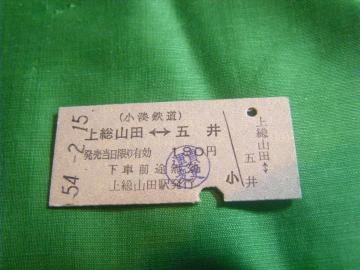 54.-2.15
(小湊鉄道)
上総山田↔五井
発売当日限り有効 180円
下車前途無効
上総山田駅発行
小
上総山田↔
五井